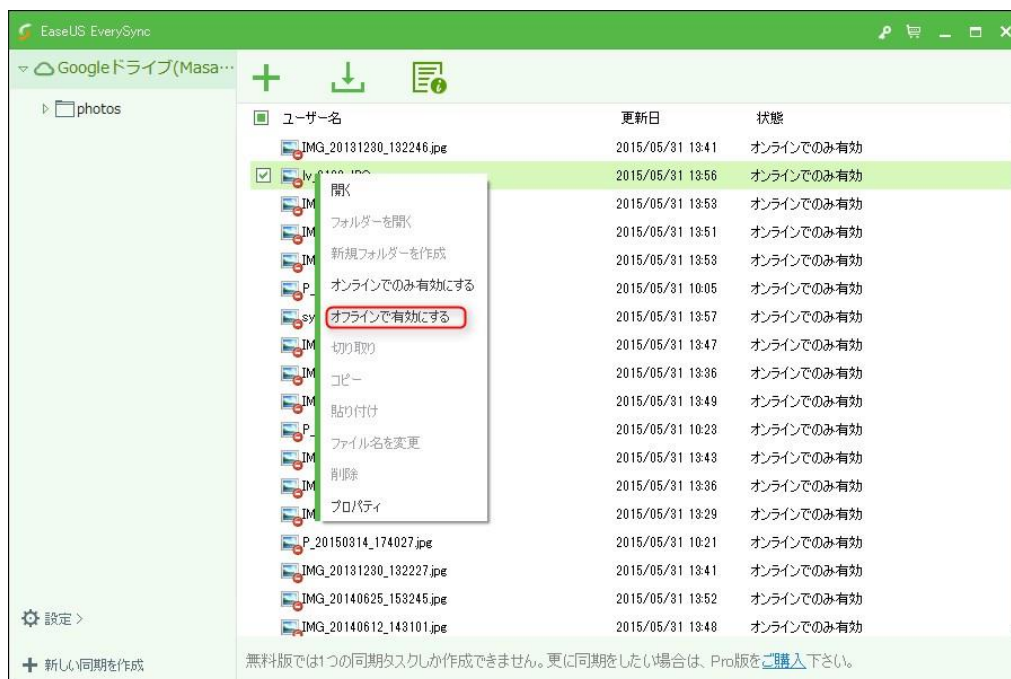 EaseUS EverySync
Googleドライブ(Masa…
photos
ユーザー名 更新日 状態
IMG_20131230_132246.jpg 2015/05/31 13:41 オンラインでのみ有効
2015/05/31 13:56 オンラインでのみ有効
開く
IM 2015/05/31 13:53 オンラインでのみ有効
フォルダーを開く
IM 2015/05/31 13:51 オンラインでのみ有効
新規フォルダーを作成
IM 2015/05/31 13:53 オンラインでのみ有効
オンラインでのみ有効にする
P_ 2015/05/31 10:05 オンラインでのみ有効
オフラインで有効にする
sy 2015/05/31 13:57 オンラインでのみ有効
切り取り
IM 2015/05/31 13:47 オンラインでのみ有効
コピー
IM 2015/05/31 13:36 オンラインでのみ有効
貼り付け
IM 2015/05/31 13:49 オンラインでのみ有効
P_ 2015/05/31 10:23 オンラインでのみ有効
ファイル名を変更
IM 2015/05/31 13:43 オンラインでのみ有効
削除
IM 2015/05/31 13:36 オンラインでのみ有効
プロパティ
IM 2015/05/31 13:29 オンラインでのみ有効
P_20150314_174027.jpg 2015/05/31 10:21 オンラインでのみ有効
IMG_20131230_132227.jpg 2015/05/31 13:41 オンラインでのみ有効
IMG_20140625_153245.jpg 2015/05/31 13:52 オンラインでのみ有効
IMG_20140612_143101.jpg 2015/05/31 13:48 オンラインでのみ有効
設定 >
新しい同期を作成
無料版では1つの同期タスクしか作成できません。更に同期をしたい場合は、Pro版をご購入下さい。